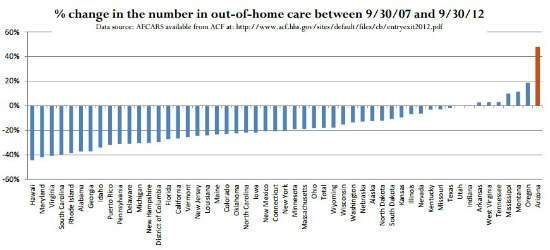 % change in the number in out-of-home care between 9/30/07 and 9/30/12
Data source: AFCARS available from ACF at: http://www.acf.hhs.gov/sites/default/files/cb/entryexit2012.pdf
60%
40%
20%
0%
-20%
-40%
-60%
Hawaii
Maryland
Virginia
South Carolina
Rhode Island
Alabama
Georgia
Idaho
Puerto Rico
Pennsylvania
Delaware
Michigan
New Hampshire
District of Columbia
Florida
California
Vermont
New Jersey
Louisiana
Maine
Colorado
Oklahoma
North Carolina
Iowa
New Mexico
Connecticut
New York
Minnesota
Massachusetts
Ohio
Total
Wyoming
Wisconsin
Washington
Nebraska
Alaska
North Dakota
South Dakota
Kansas
Illinois
Nevada
Kentucky
Missouri
Texas
Utah
Indiana
Arkansas
West Virginia
Tennessee
Mississippi
Montana
Oregon
Arizona